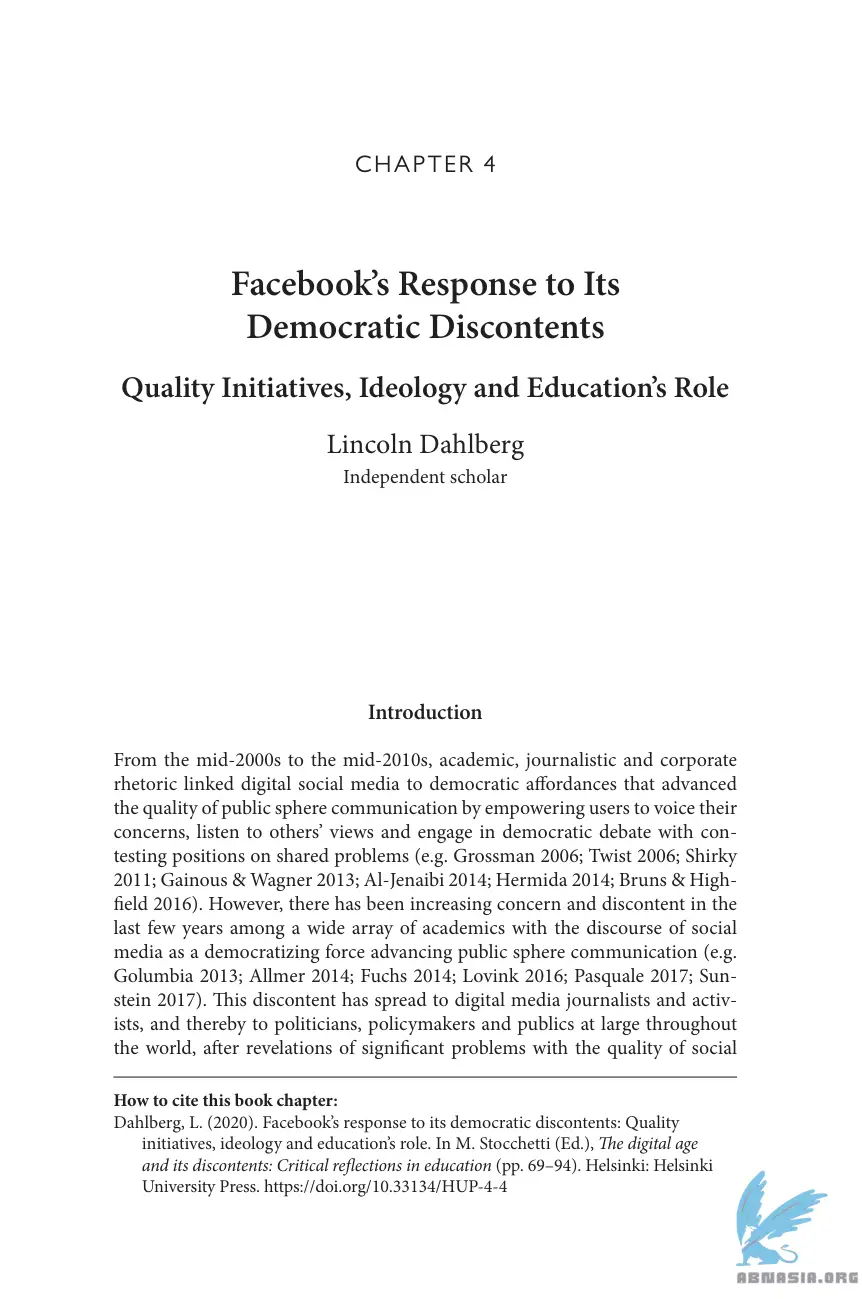 CHAPTER 4
Facebook’s Response to Its
Democratic Discontents
Quality Initiatives, Ideology and Education’s Role
Lincoln Dahlberg
Independent scholar
Introduction
From the mid-2000s to the mid-2010s, academic, journalistic and corporate
rhetoric linked digital social media to democratic affordances that advanced
the quality of public sphere communication by empowering users to voice their
concerns, listen to others’ views and engage in democratic debate with con-
testing positions on shared problems (e.g. Grossman 2006; Twist 2006; Shirky
2011; Gainous & Wagner 2013; Al-Jenaibi 2014; Hermida 2014; Bruns & High-
field 2016). However, there has been increasing concern and discontent in the
last few years among a wide array of academics with the discourse of social
media as a democratizing force advancing public sphere communication (e.g.
Golumbia 2013; Allmer 2014; Fuchs 2014; Lovink 2016; Pasquale 2017; Sun-
stein 2017). This discontent has spread to digital media journalists and activ-
ists, and thereby to politicians, policymakers and publics at large throughout
the world, after revelations of significant problems with the quality of social
How to cite this book chapter:
Dahlberg, L. (2020). Facebook’s response to its democratic discontents: Quality
initiatives, ideology and education’s role. In M. Stocchetti (Ed.), The digital age
and its discontents: Critical reflections in education (pp. 69–94). Helsinki: Helsinki
University Press. https://doi.org/10.33134/HUP-4-4
ABNASIA.ORG